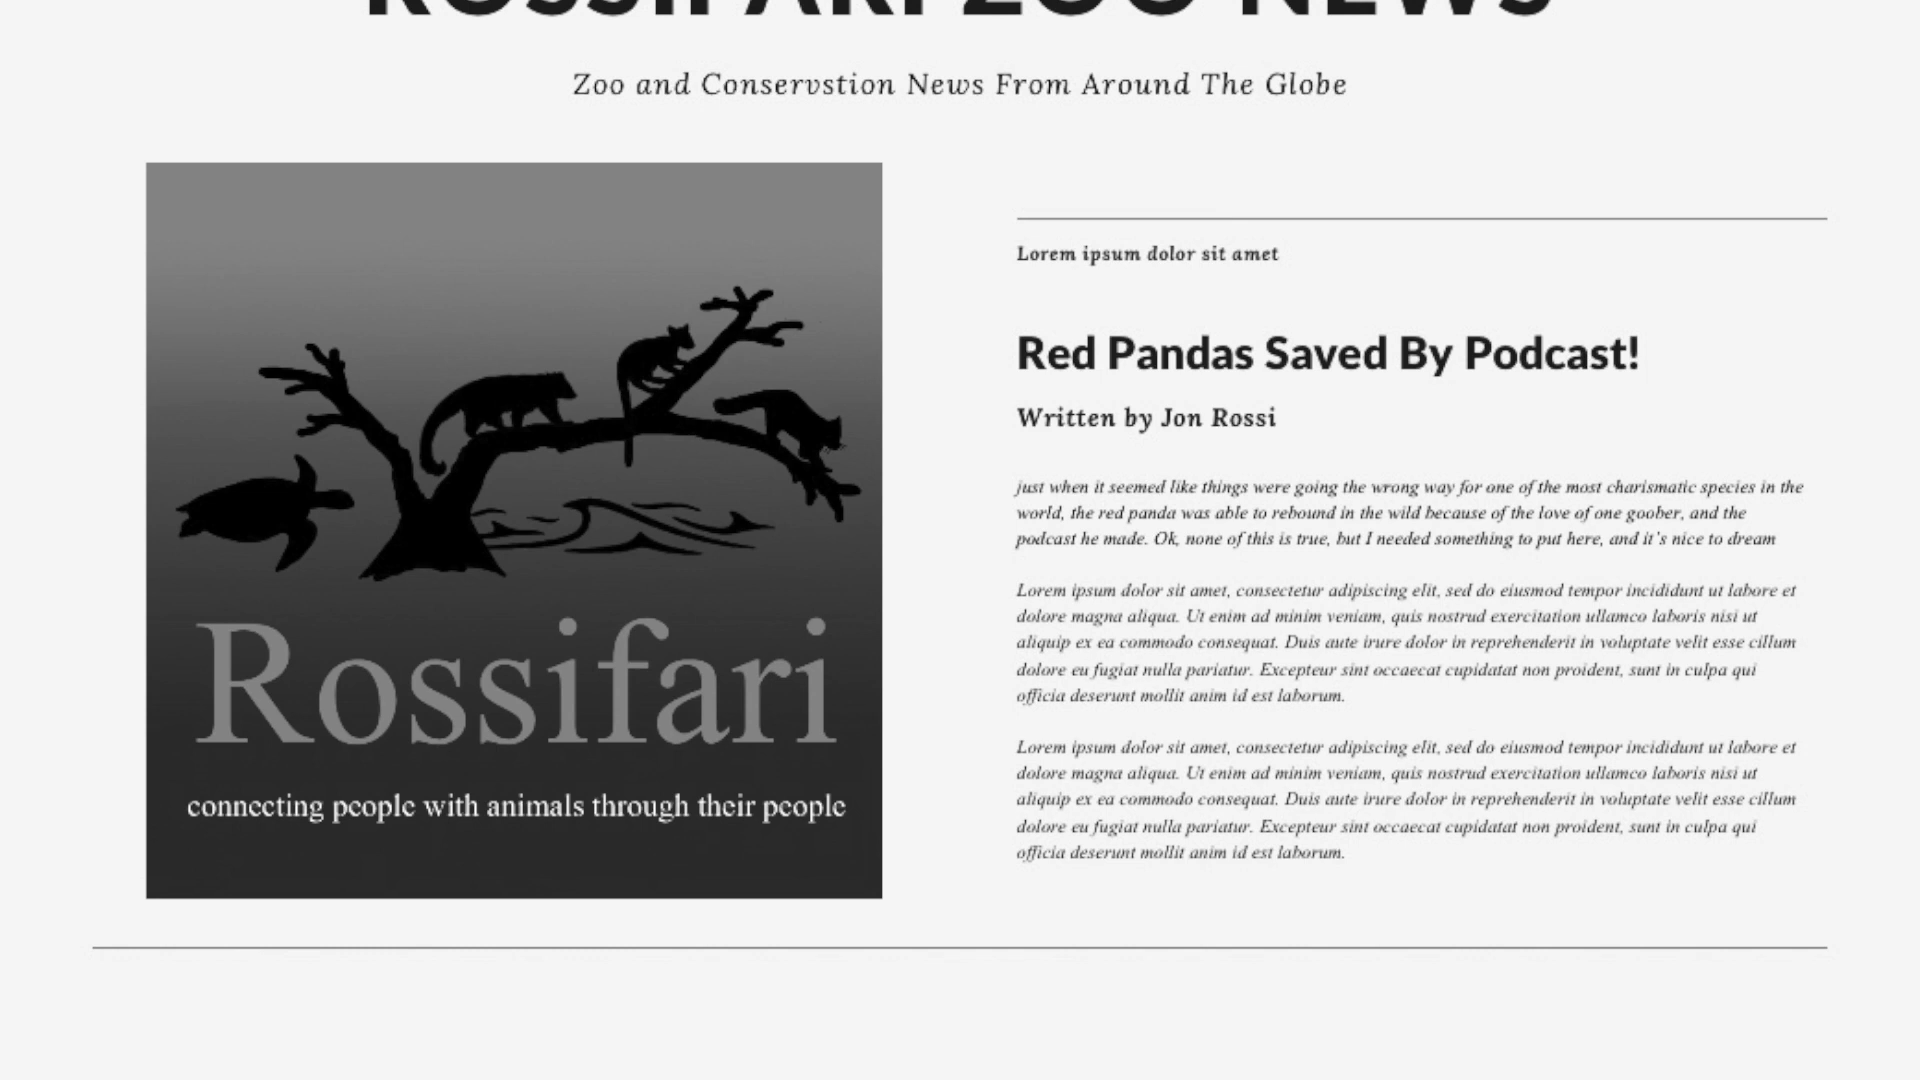 ROSSIFARI ZOO NEWS
Zoo and Conservstion News From Around The Globe
Rossifari
connecting people with animals through their people
Lorem ipsum dolor sit amet
Red Pandas Saved By Podcast!
Written by Jon Rossi
just when it seemed like things were going the wrong way for one of the most charismatic species in the
world, the red panda was able to rebound in the wild because of the love of one goober, and the
podcast he made. Ok, none of this is true, but I needed something to put here, and it's nice to dream
Lorem ipsum dolor sit amet, consectetur adipiscing elit, sed do eiusmod tempor incididunt ut labore et
dolore magna aliqua. Ut enim ad minim veniam, quis nostrud exercitation ullamco laboris nisi ut
aliquip ex ea commodo consequat. Duis aute irure dolor in reprehenderit in voluptate velit esse cillum
dolore eu fugiat nulla pariatur. Excepteur sint occaecat cupidatat non proident, sunt in culpa qui
officia deserunt mollit anim id est laborum.
Lorem ipsum dolor sit amet, consectetur adipiscing elit, sed do eiusmod tempor incididunt ut labore et
dolore magna aliqua. Ut enim ad minim veniam, quis nostrud exercitation ullamco laboris nisi ut
aliquip ex ea commodo consequat. Duis aute irure dolor in reprehenderit in voluptate velit esse cillum
dolore eu fugiat nulla pariatur. Excepteur sint occaecat cupidatat non proident, sunt in culpa qui
officia deserunt mollit anim id est laborum.